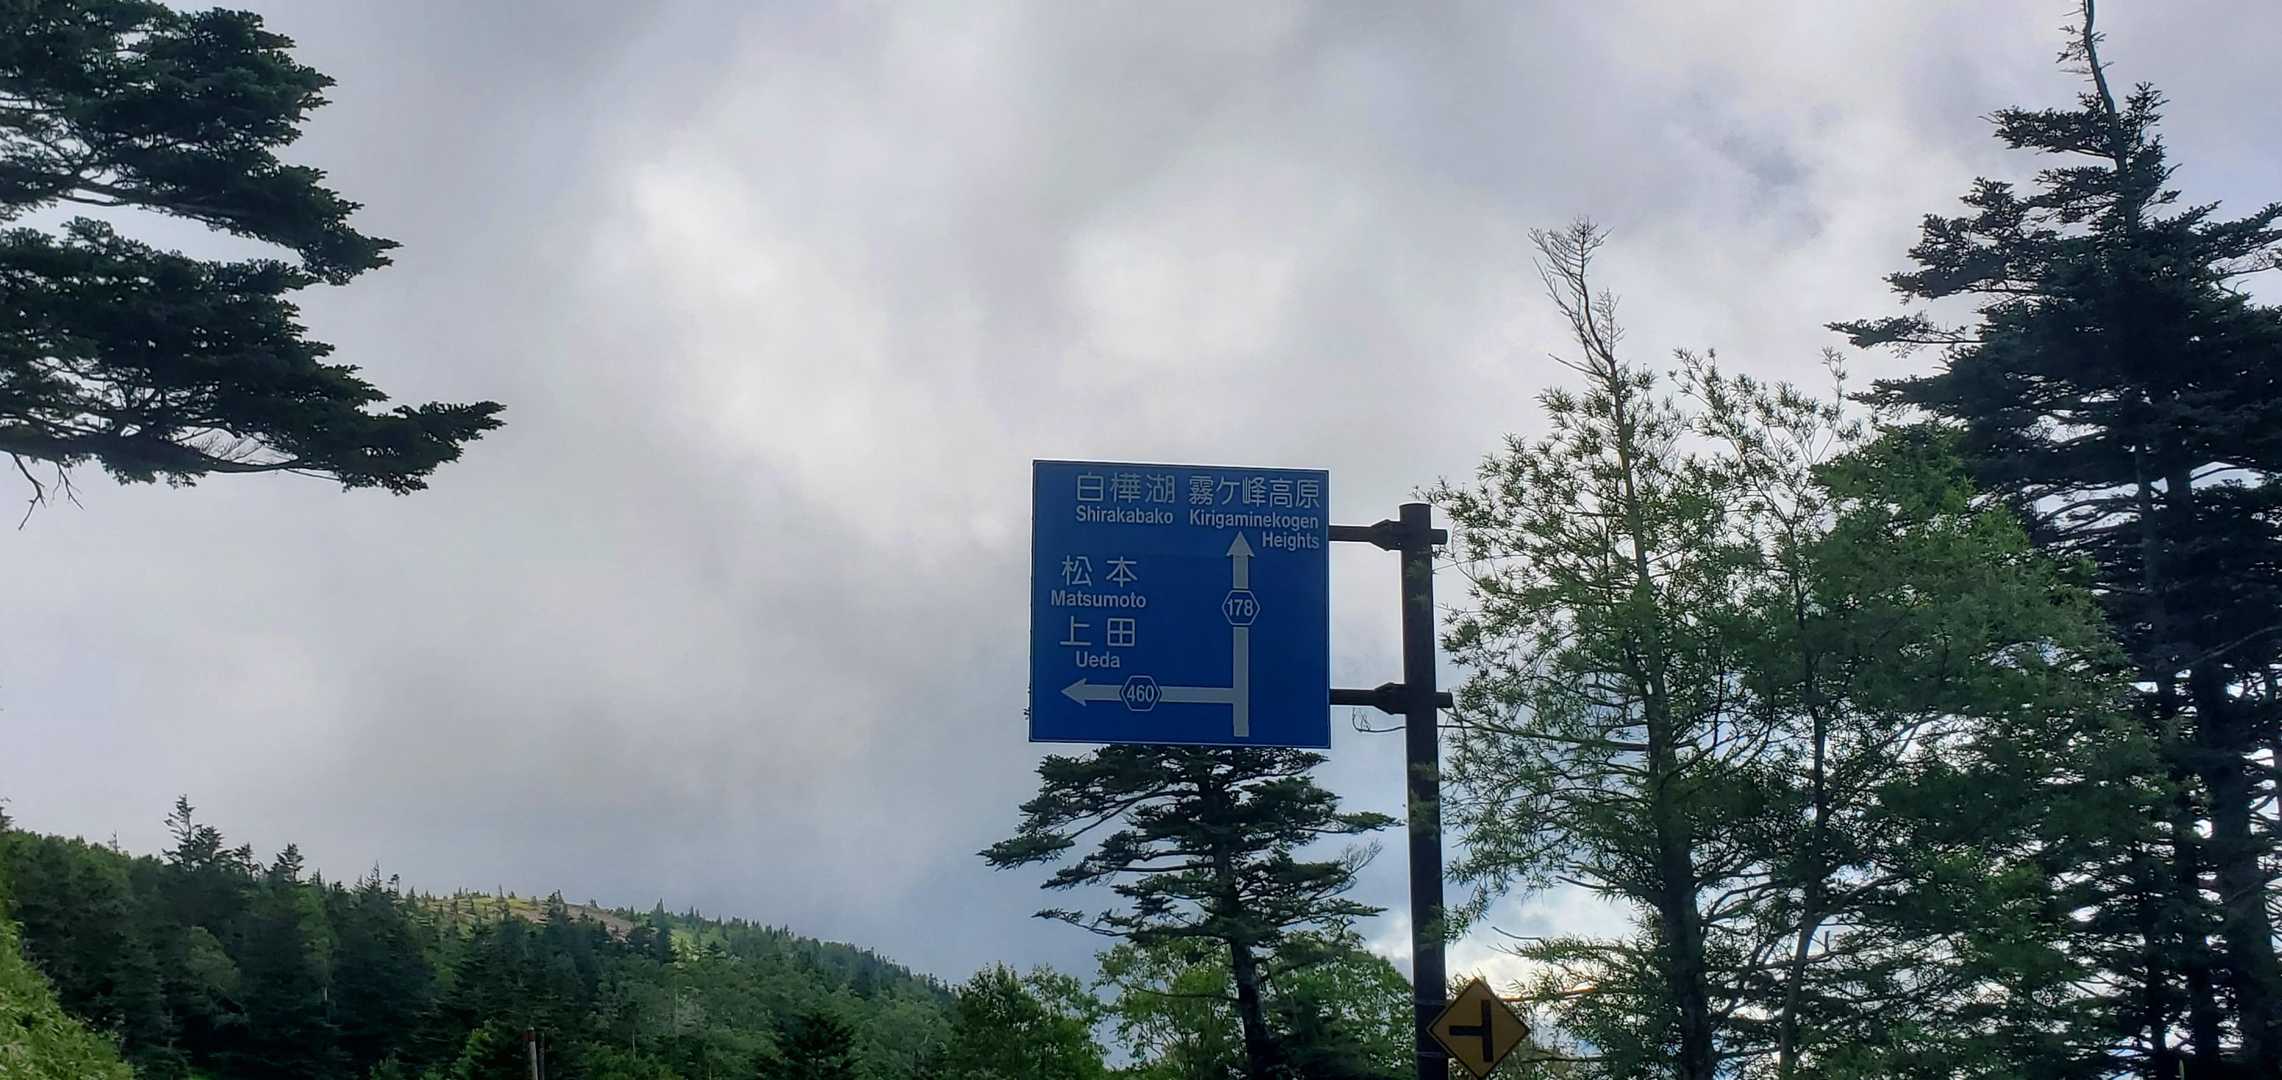 白樺湖 霧ケ峰高原
Shirakabako Kirigaminekogen
Heights
松本
Matsumoto
178
上田
Ueda
460